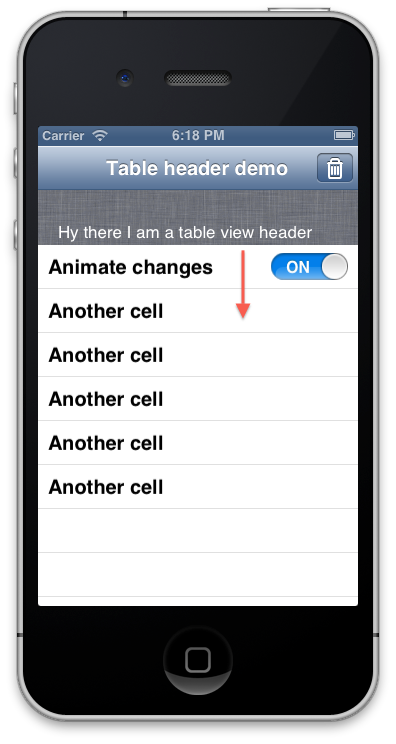 Carrier 6:18 PM
Table header demo
Hy there I am a table view header
Animate changes ON
Another cell
Another cell
Another cell
Another cell
Another cell